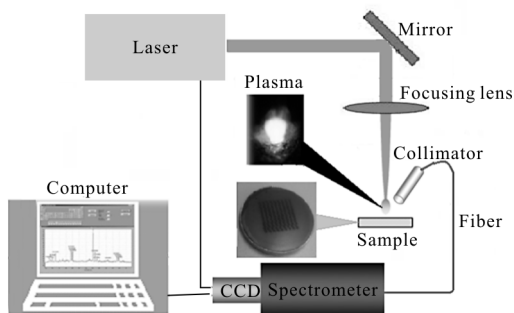 Laser
Mirror
Plasma
Focusing lens
Collimator
Computer
Sample
Fiber
CCD
Spectrometer